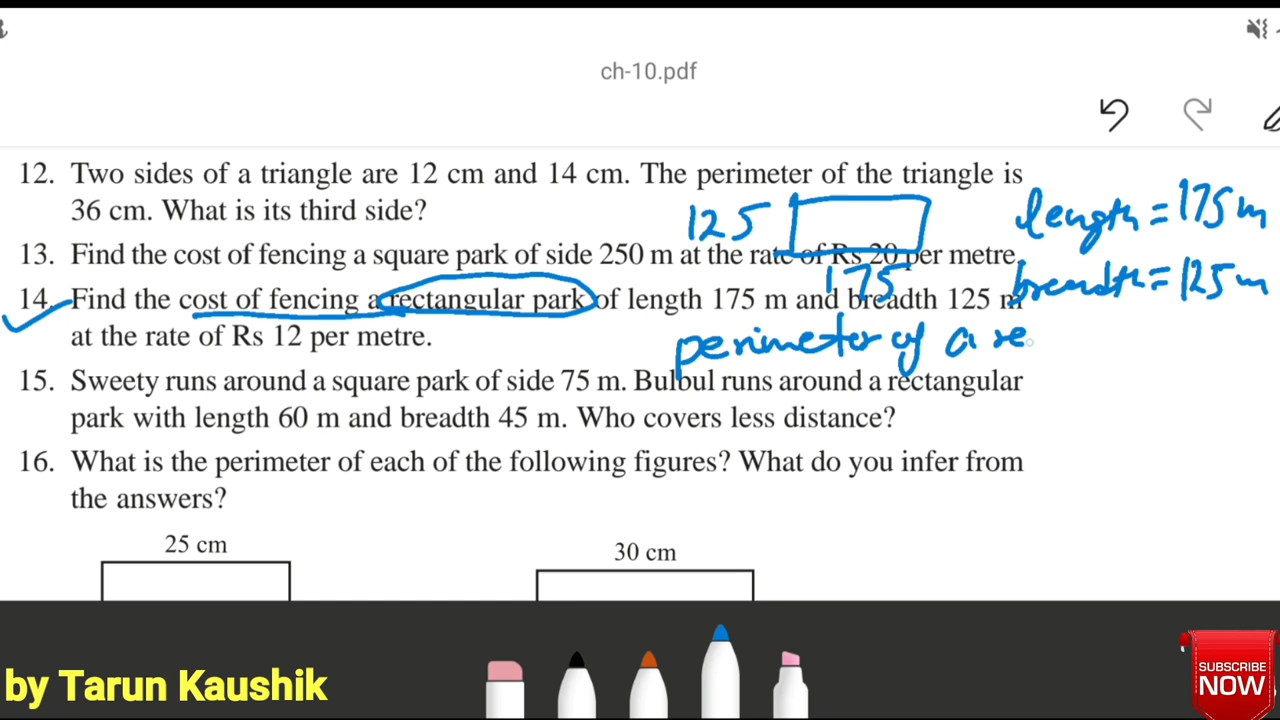 ch-10.pdf
12. Two sides of a triangle are 12 cm and 14 cm. The perimeter of the triangle is
36 cm. What is its third side?
125
length = 175 m
13. Find the cost of fencing a square park of side 250 m at the rate of Rs 20 per metre.
175
breadth = 125 m
14. Find the cost of fencing a rectangular park of length 175 m and breadth 125 m
at the rate of Rs 12 per metre.
perimeter of a re
15. Sweety runs around a square park of side 75 m. Bulbul runs around a rectangular
park with length 60 m and breadth 45 m. Who covers less distance?
16. What is the perimeter of each of the following figures? What do you infer from
the answers?
25 cm
30 cm
by Tarun Kaushik
SUBSCRIBE
NOW